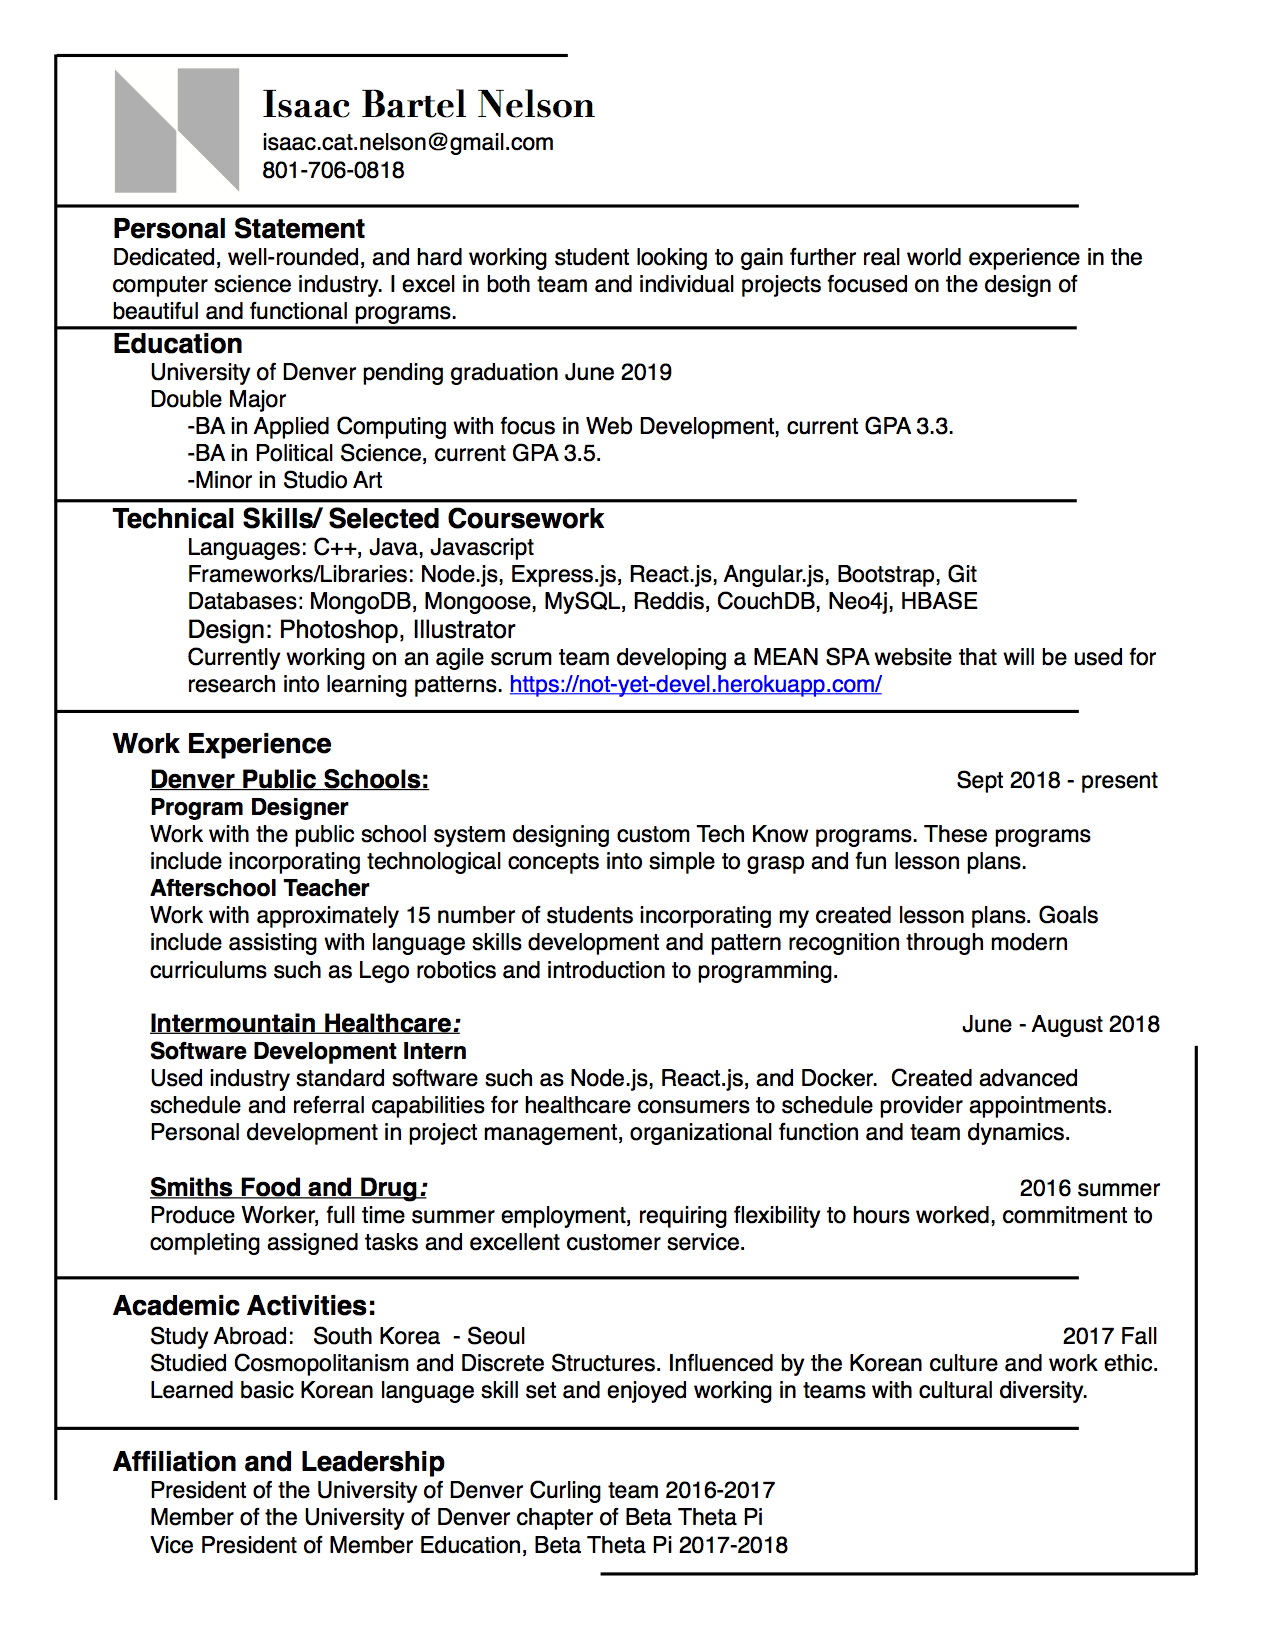 Isaac Bartel Nelson
isaac.cat.nelson@gmail.com
801-706-0818
Personal Statement
Dedicated, well-rounded, and hard working student looking to gain further real world experience in the
computer science industry. I excel in both team and individual projects focused on the design of
beautiful and functional programs.
Education
University of Denver pending graduation June 2019
Double Major
-BA in Applied Computing with focus in Web Development, current GPA 3.3.
-BA in Political Science, current GPA 3.5.
-Minor in Studio Art
Technical Skills/ Selected Coursework
Languages: C++, Java, Javascript
Frameworks/Libraries: Node.js, Express.js, React.js, Angular.js, Bootstrap, Git
Databases: MongoDB, Mongoose, MySQL, Reddis, CouchDB, Neo4j, HBASE
Design: Photoshop, Illustrator
Currently working on an agile scrum team developing a MEAN SPA website that will be used for
research into learning patterns. https://not-yet-devel.herokuapp.com/
Work Experience
Denver Public Schools: Sept 2018 - present
Program Designer
Work with the public school system designing custom Tech Know programs. These programs
include incorporating technological concepts into simple to grasp and fun lesson plans.
Afterschool Teacher
Work with approximately 15 number of students incorporating my created lesson plans. Goals
include assisting with language skills development and pattern recognition through modern
curriculums such as Lego robotics and introduction to programming.
Intermountain Healthcare: June - August 2018
Software Development Intern
Used industry standard software such as Node.js, React.js, and Docker.  Created advanced
schedule and referral capabilities for healthcare consumers to schedule provider appointments.
Personal development in project management, organizational function and team dynamics.
Smiths Food and Drug: 2016 summer
Produce Worker, full time summer employment, requiring flexibility to hours worked, commitment to
completing assigned tasks and excellent customer service.
Academic Activities:
Study Abroad:   South Korea  - Seoul 2017 Fall
Studied Cosmopolitanism and Discrete Structures. Influenced by the Korean culture and work ethic.
Learned basic Korean language skill set and enjoyed working in teams with cultural diversity.
Affiliation and Leadership
President of the University of Denver Curling team 2016-2017
Member of the University of Denver chapter of Beta Theta Pi
Vice President of Member Education, Beta Theta Pi 2017-2018